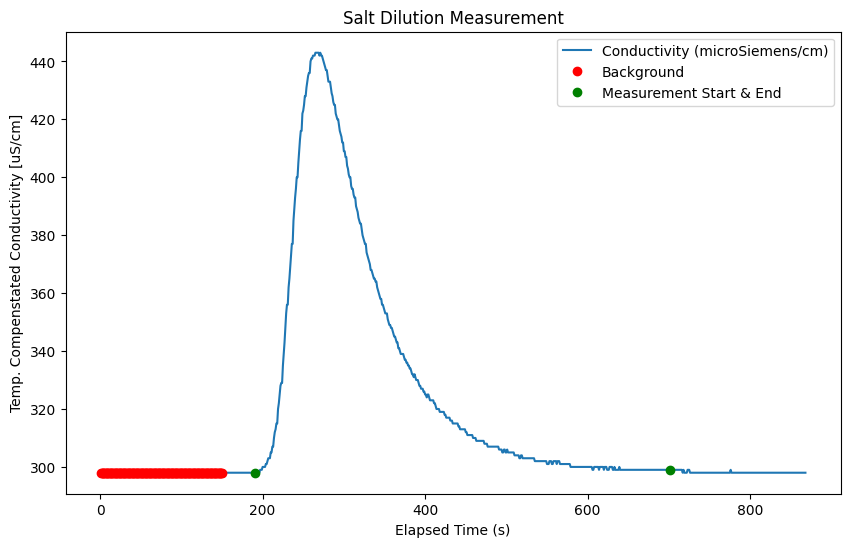 Salt Dilution Measurement
Conductivity (microSiemens/cm)
Background
Measurement Start & End
Temp. Compenstated Conductivity [uS/cm]
440
420
400
380
360
340
320
300
0
200
400
600
800
Elapsed Time (s)